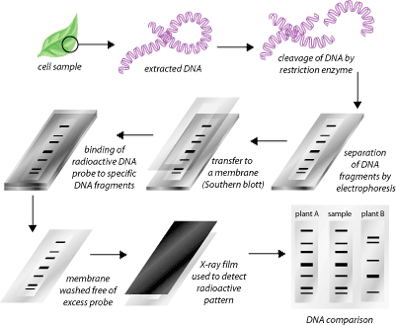 cell sample
extracted DNA
cleavage of DNA by
restriction enzyme
binding of
radioactive DNA
probe to specific
DNA fragments
transfer to
a membrane
(Southern blott)
separation
of DNA
fragments by
electrophoresis
membrane
washed free of
excess probe
X-ray film
used to detect
radioactive
pattern
plant A
sample
plant B
DNA comparison